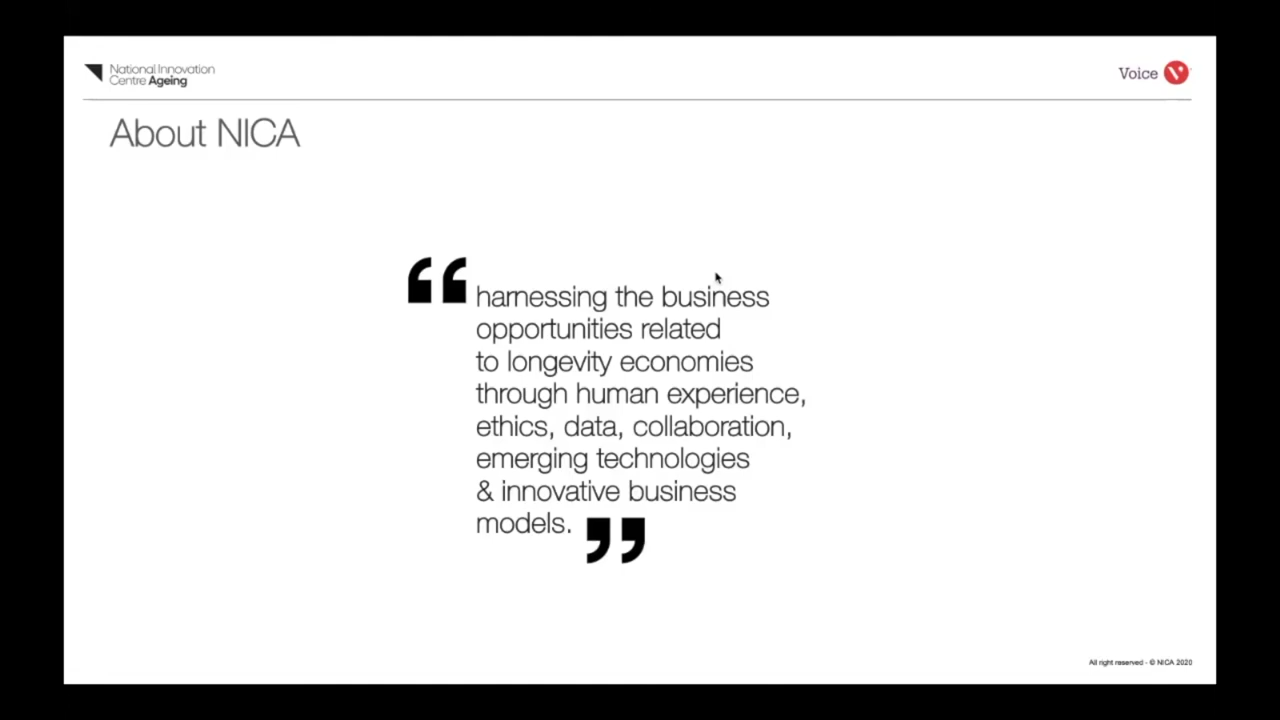 National Innovation
Centre Ageing
Voice
About NICA
“harnessing the business
opportunities related
to longevity economies
through human experience,
ethics, data, collaboration,
emerging technologies
& innovative business
models.”
All right reserved - © NICA 2020